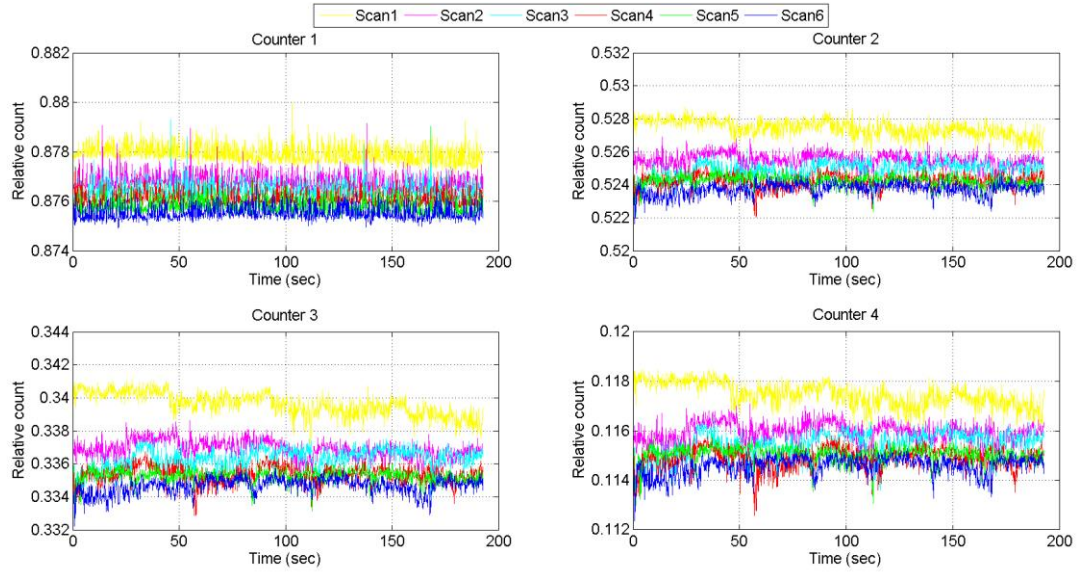 Scan1 Scan2 Scan3 Scan4 Scan5 Scan6
Counter 1
0.882
0.88
0.878
0.876
0.874
Relative count
0 50 100 150 200
Time (sec)
Counter 2
0.532
0.53
0.528
0.526
0.524
0.522
0.52
Relative count
0 50 100 150 200
Time (sec)
Counter 3
0.344
0.342
0.34
0.338
0.336
0.334
0.332
Relative count
0 50 100 150 200
Time (sec)
Counter 4
0.12
0.118
0.116
0.114
0.112
Relative count
0 50 100 150 200
Time (sec)